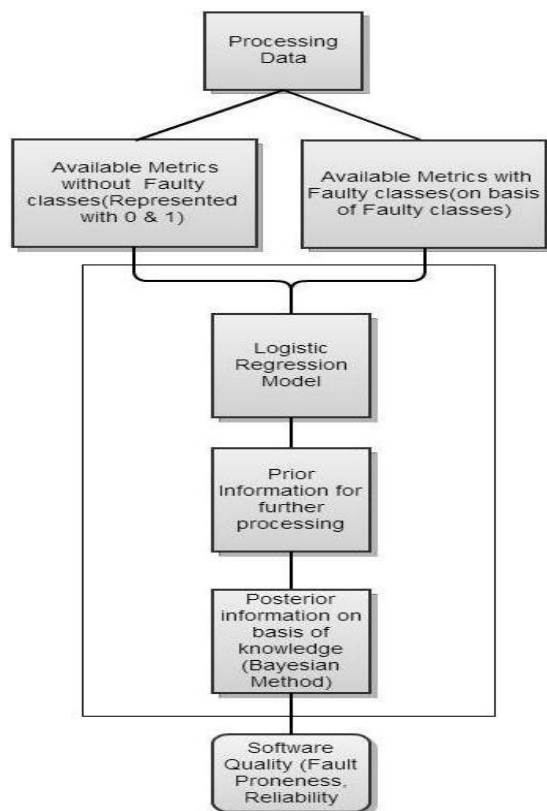 Processing
Data
Available Metrics
without Faulty
classes(Represented
with 0 & 1)
Available Metrics with
Faulty classes(on basis
of Faulty classes)
Logistic
Regression
Model
Prior
Information for
further
processing
Posterior
information on
basis of
knowledge
(Bayesian
Method)
Software
Quality (Fault
Proneness,
Reliability